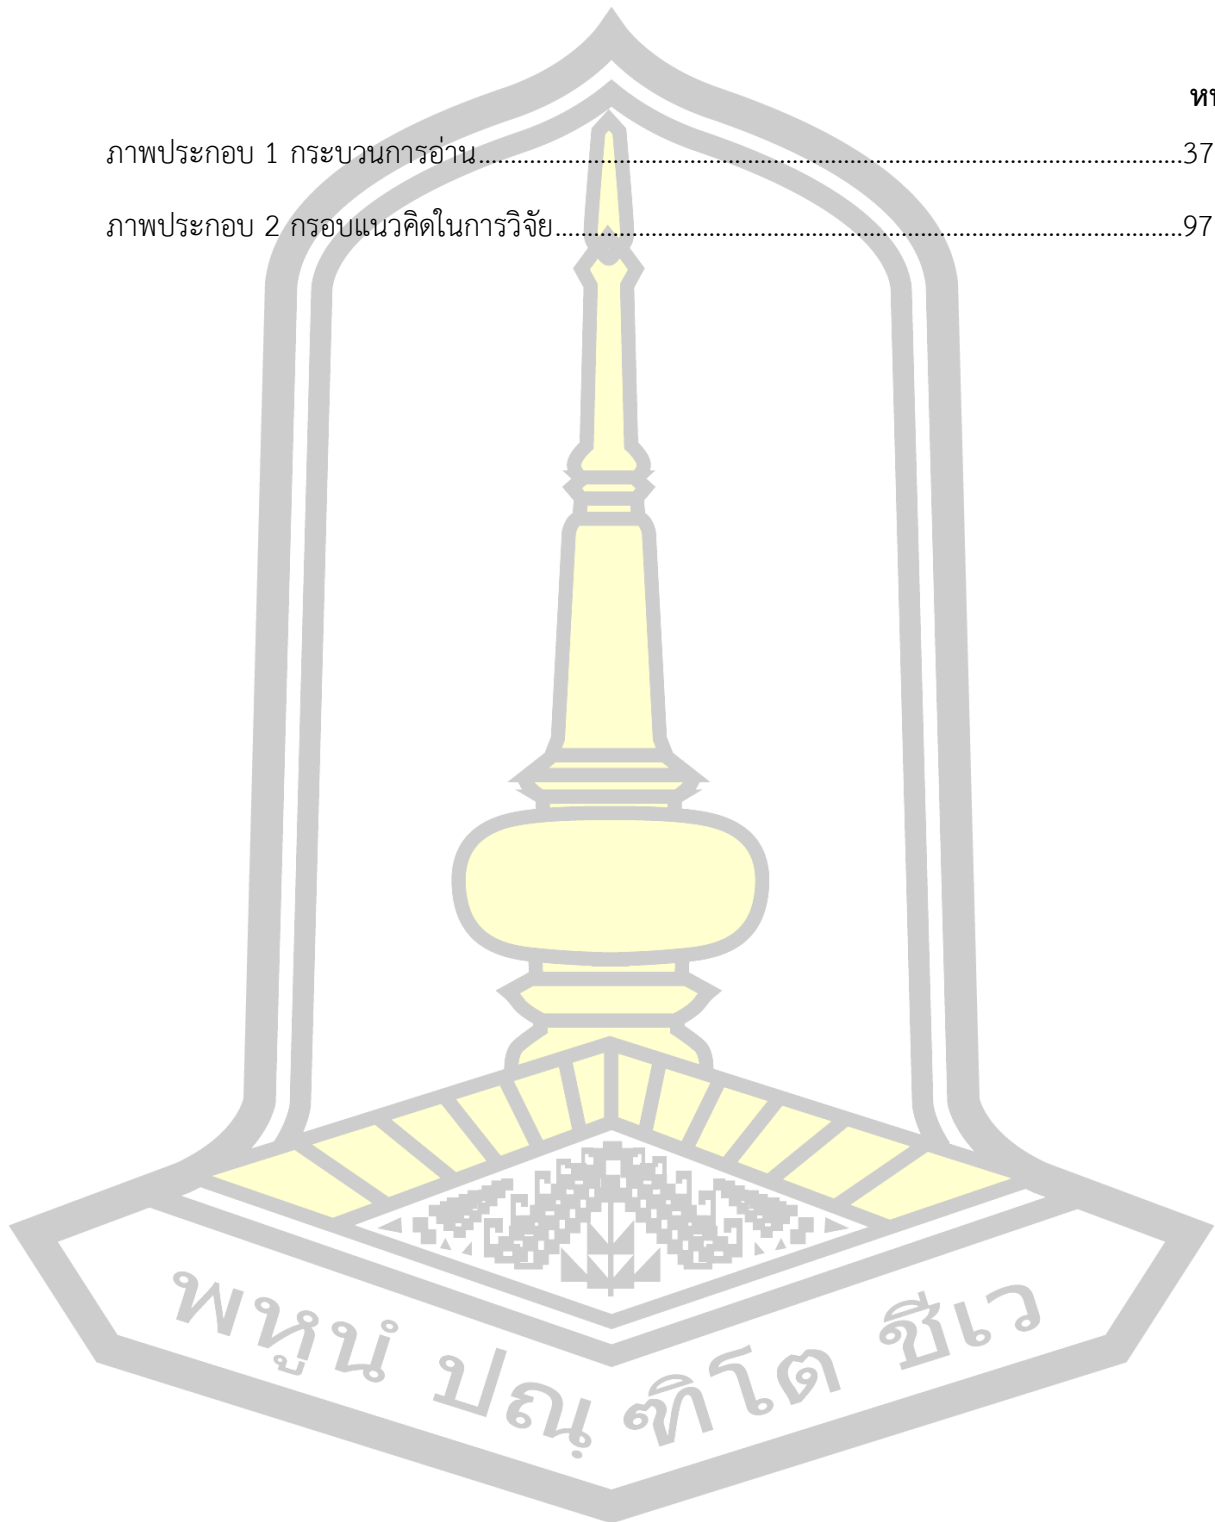 ภาพประกอบ 1 กระบวนการอ่าน....................................................................................................37
ภาพประกอบ 2 กรอบแนวคิดในการวิจัย.........................................................................................97
พหูนํ ปณฺฑิโต ชีเว